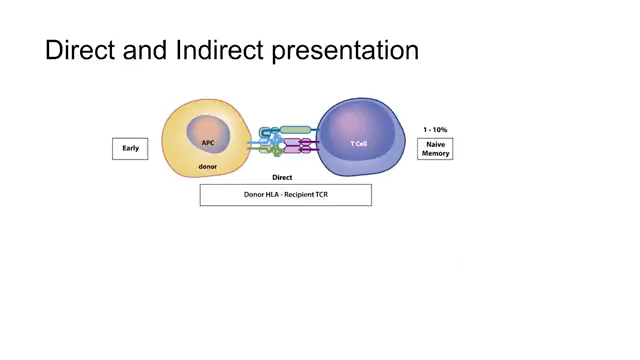 Direct and Indirect presentation
1 - 10%
Early
APC
T Cell
Naive
Memory
donor
Direct
Donor HLA - Recipient TCR